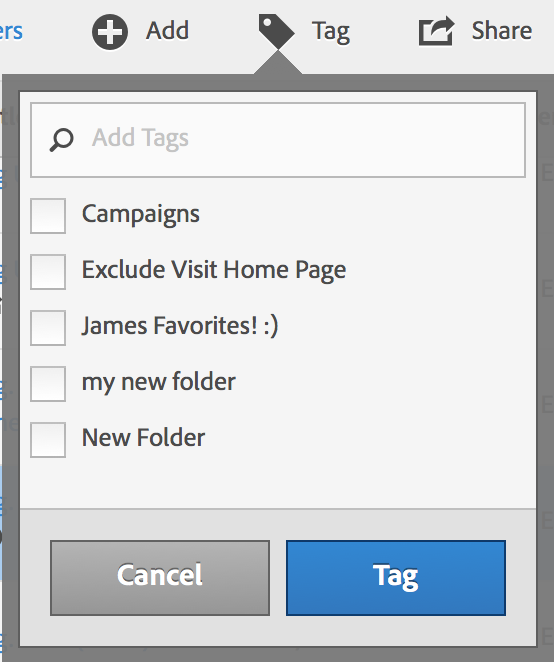 ers Add Tag Share
Add Tags
Campaigns
Exclude Visit Home Page
James Favorites! :)
my new folder
New Folder
Cancel Tag